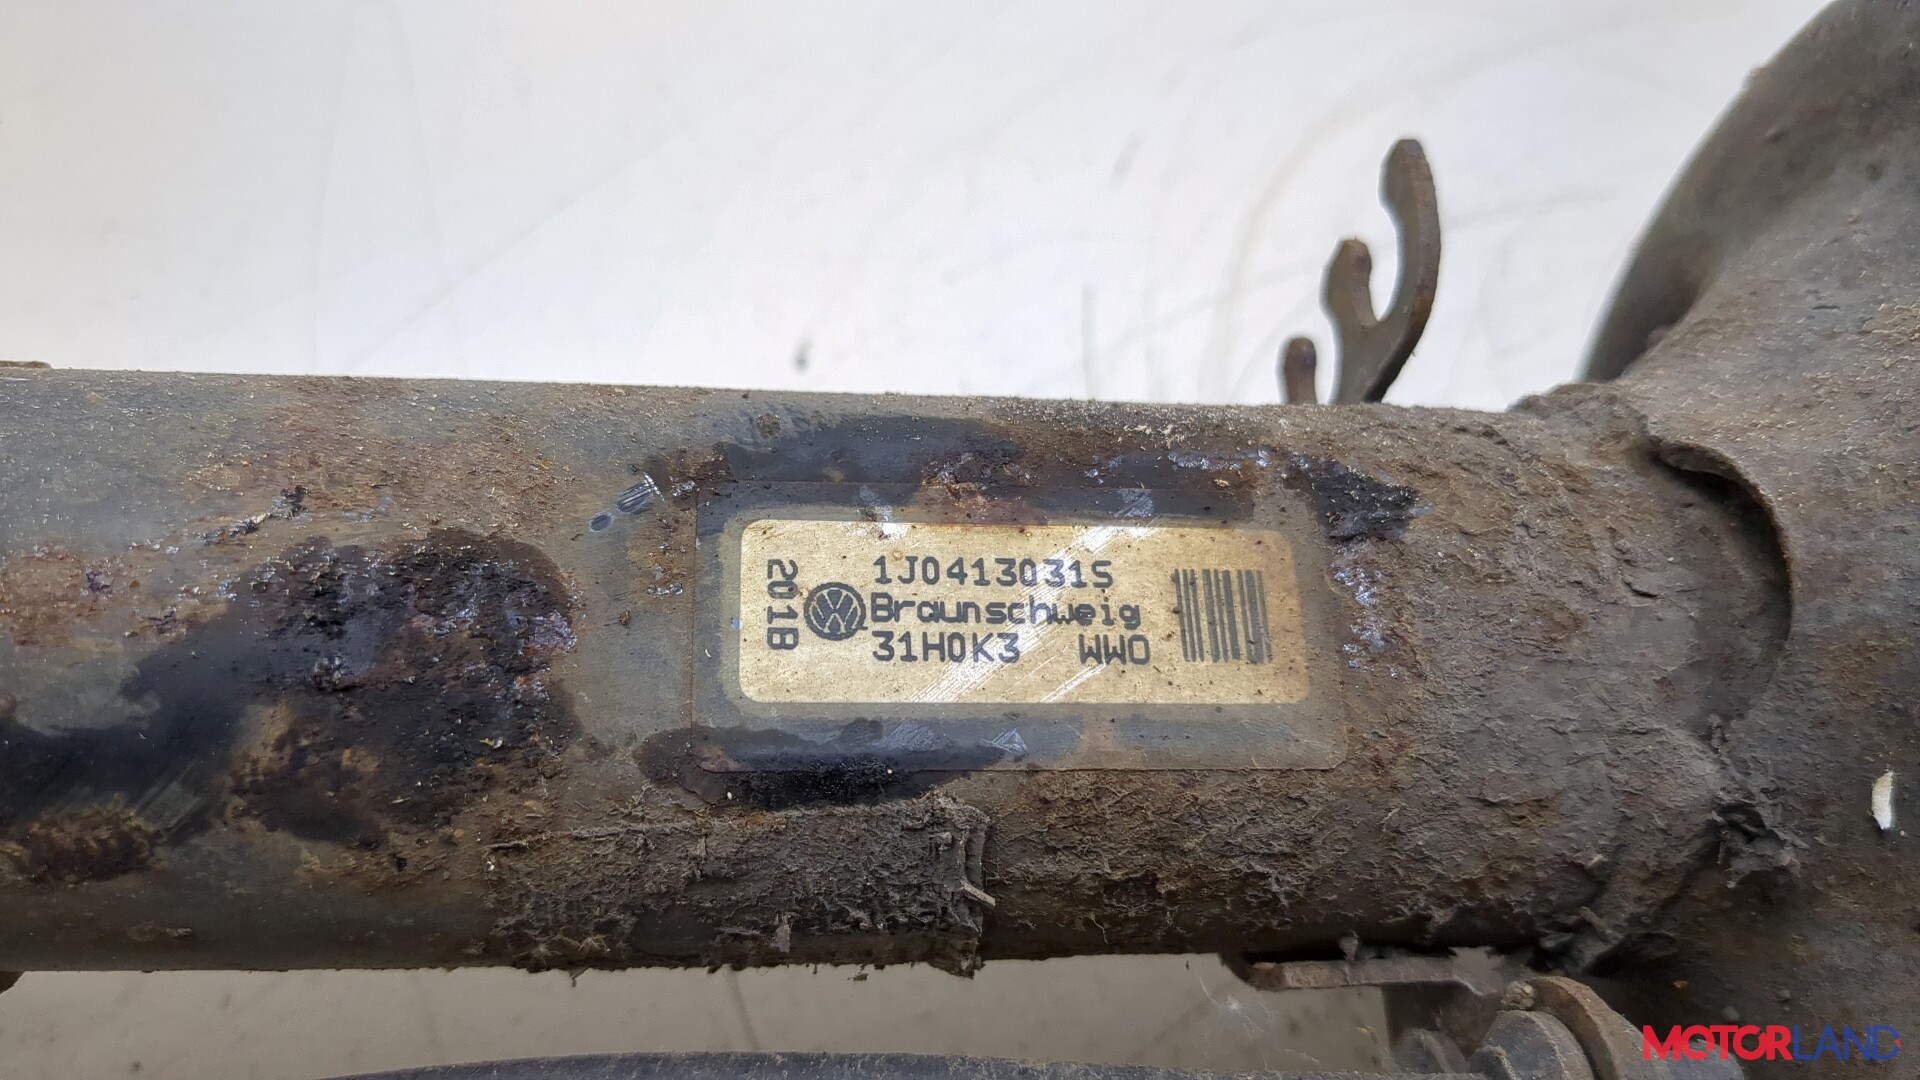 2018
1J0413031S
Braunschweig
31H0K3 WWO
MOTORLAND